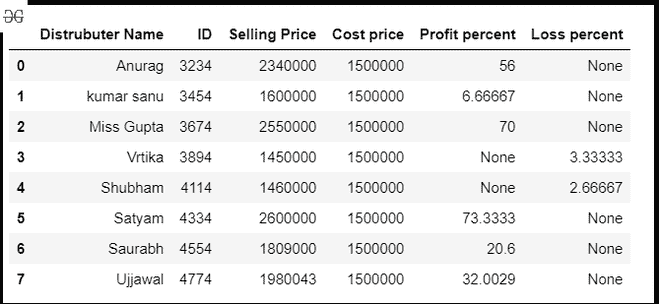 Distrubuter Name ID Selling Price Cost price Profit percent Loss percent
0 Anurag 3234 2340000 1500000 56 None
1 kumar sanu 3454 1600000 1500000 6.66667 None
2 Miss Gupta 3674 2550000 1500000 70 None
3 Vrtika 3894 1450000 1500000 None 3.33333
4 Shubham 4114 1460000 1500000 None 2.66667
5 Satyam 4334 2600000 1500000 73.3333 None
6 Saurabh 4554 1809000 1500000 20.6 None
7 Ujjawal 4774 1980043 1500000 32.0029 None